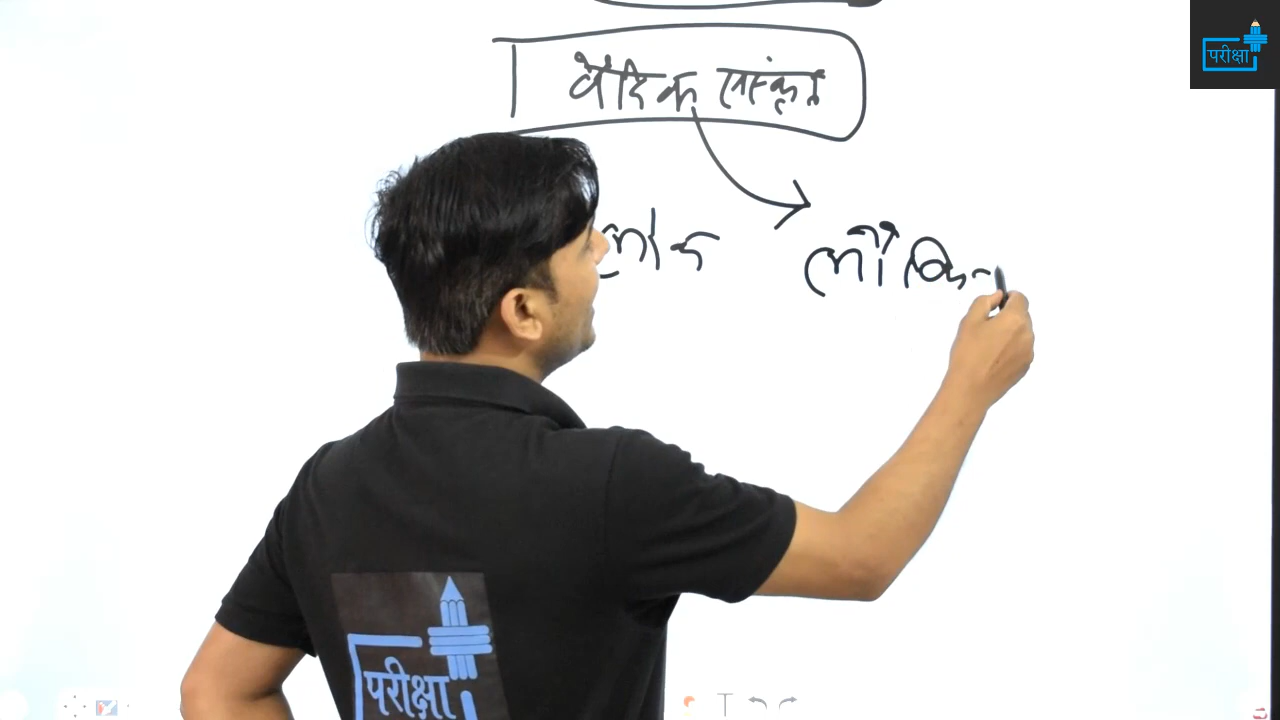 परीक्षा
वैदिक संस्कृत
लोक लौकिक
परीक्षा